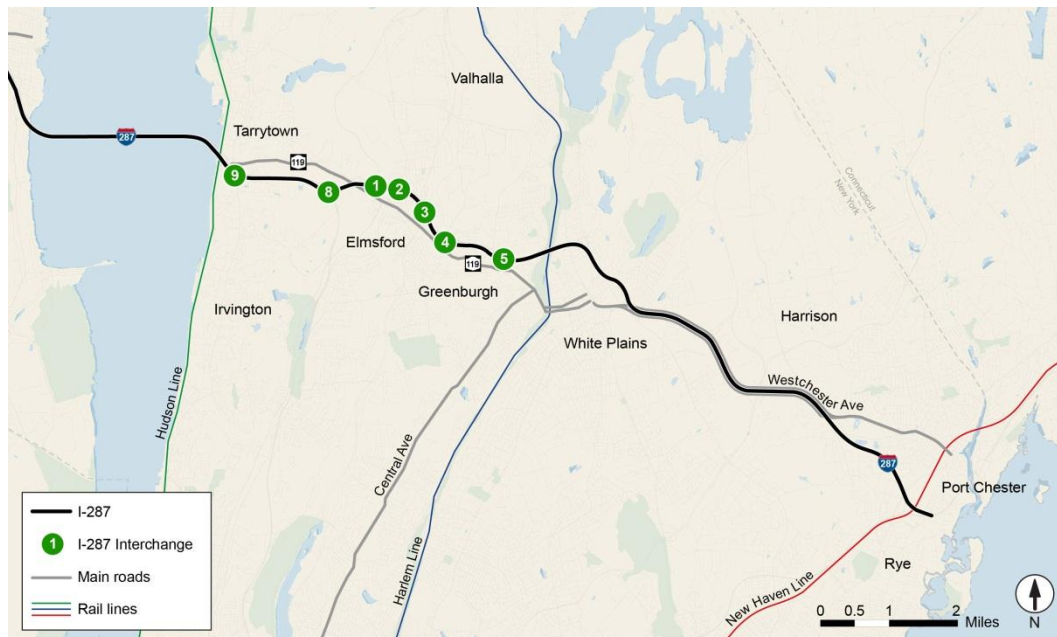 Valhalla
Tarrytown
287
119
9
8
1
2
3
4
5
Connecticut
New York
Elmsford
119
Greenburgh
Irvington
Harrison
White Plains
Westchester Ave
Hudson Line
Central Ave
Harlem Line
287
Port Chester
Rye
New Haven Line
I-287
1 I-287 Interchange
Main roads
Rail lines
0 0.5 1 2
Miles
N